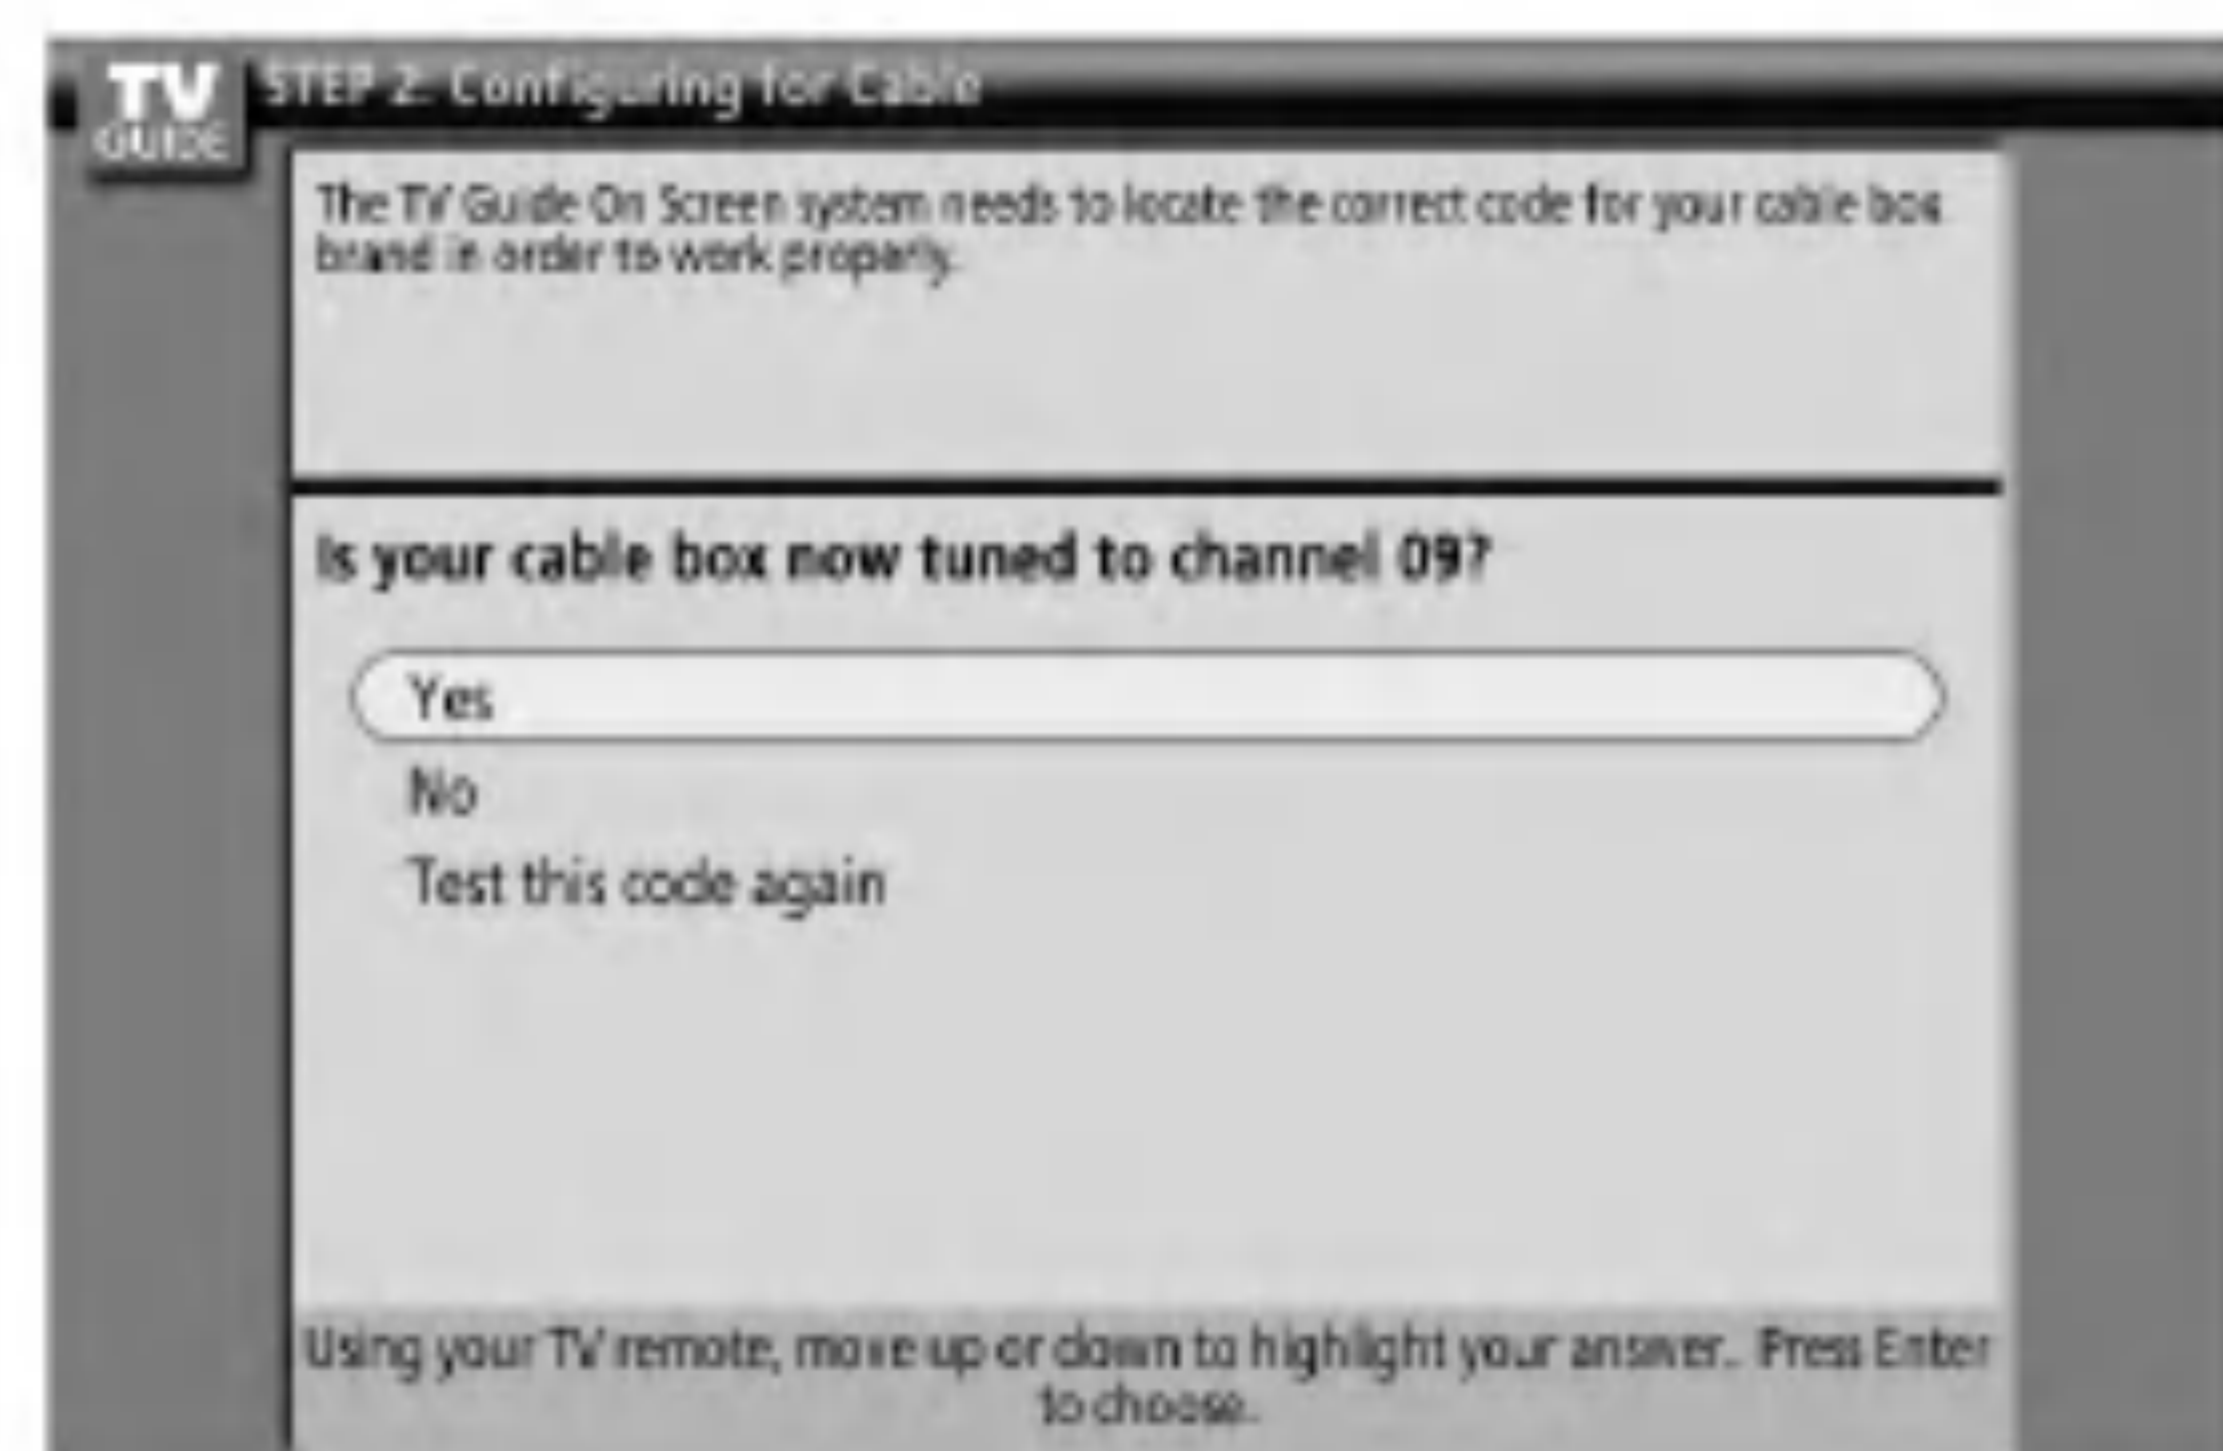 TV
GUIDE
STEP 2: Configuring for Cable
The TV Guide On Screen system needs to locate the correct code for your cable box
brand in order to work properly.
Is your cable box now tuned to channel 09?
Yes
No
Test this code again
Using your TV remote, move up or down to highlight your answer. Press Enter
to choose.